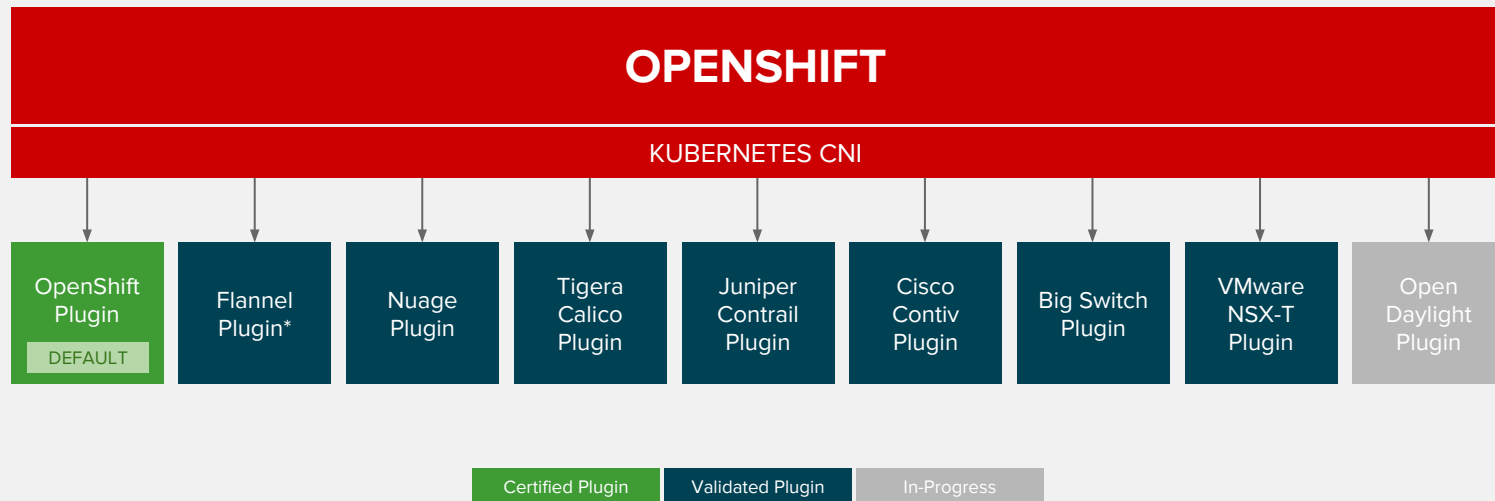 OPENSHIFT
KUBERNETES CNI
OpenShift
Plugin
DEFAULT
Flannel
Plugin*
Nuage
Plugin
Tigera
Calico
Plugin
Juniper
Contrail
Plugin
Cisco
Contiv
Plugin
Big Switch
Plugin
VMware
NSX-T
Plugin
Open
Daylight
Plugin
Certified Plugin
Validated Plugin
In-Progress